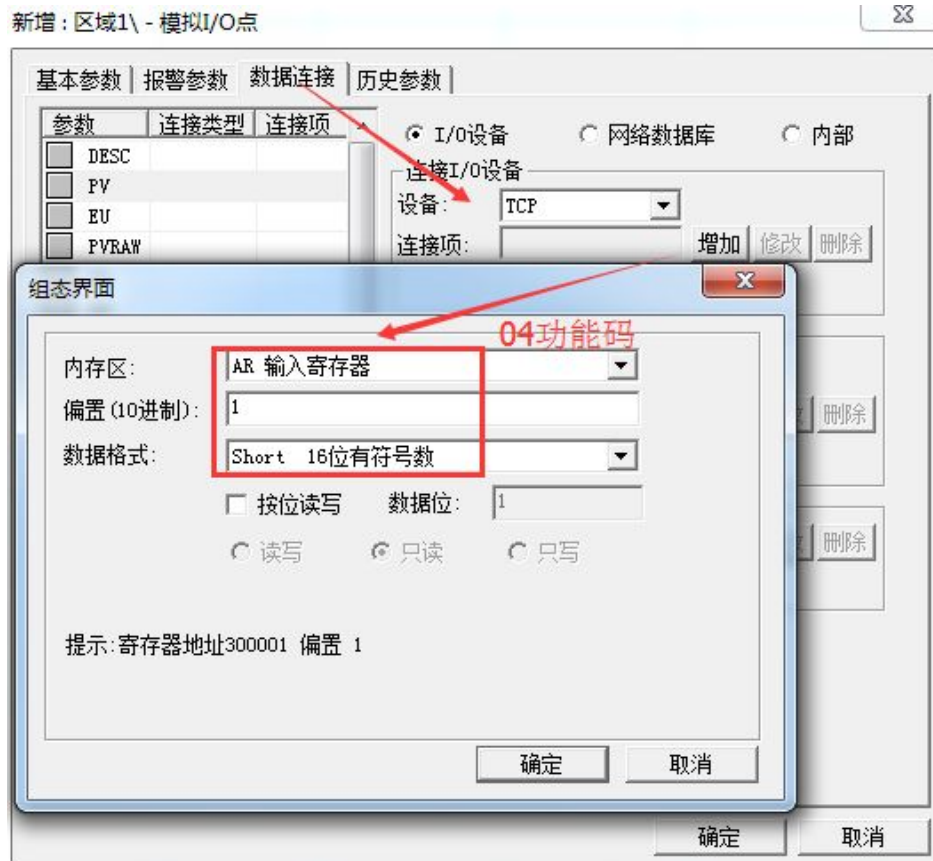 新增 : 区域1\ - 模拟I/O点
基本参数 报警参数 数据连接 历史参数
参数 连接类型 连接项
DESC
PV
EU
PVRAW
I/O设备 网络数据库 内部
连接I/O设备
设备: TCP
连接项: 增加 修改 删除
组态界面
04功能码
内存区: AR 输入寄存器
偏置(10进制): 1
数据格式: Short 16位有符号数
按位读写 数据位: 1
读写 只读 只写
提示:寄存器地址300001 偏置 1
确定 取消
删除
删除
确定 取消